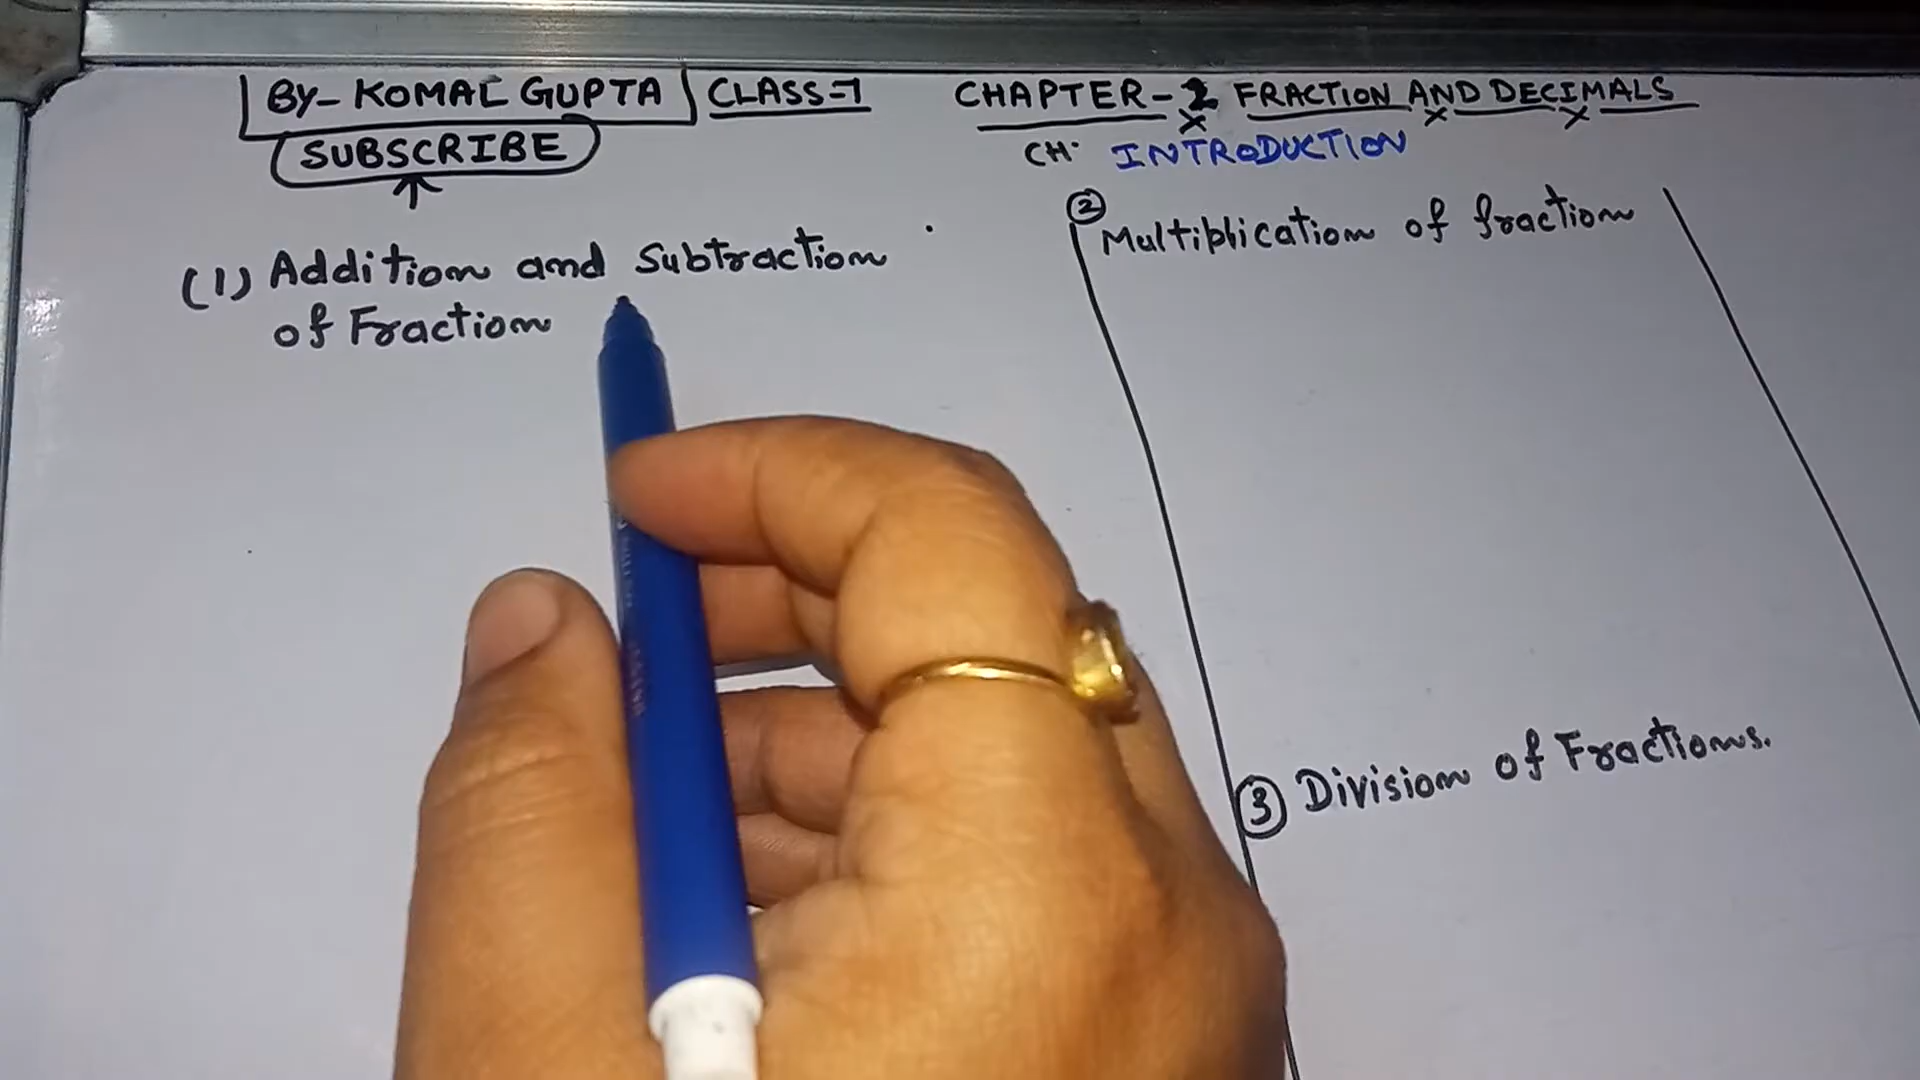 By- KOMAL GUPTA CLASS-7
SUBSCRIBE
CHAPTER-2 FRACTION AND DECIMALS
CH. INTRODUCTION
(1) Addition and Subtraction
of Fraction
② Multiplication of fraction
③ Division of Fractions.